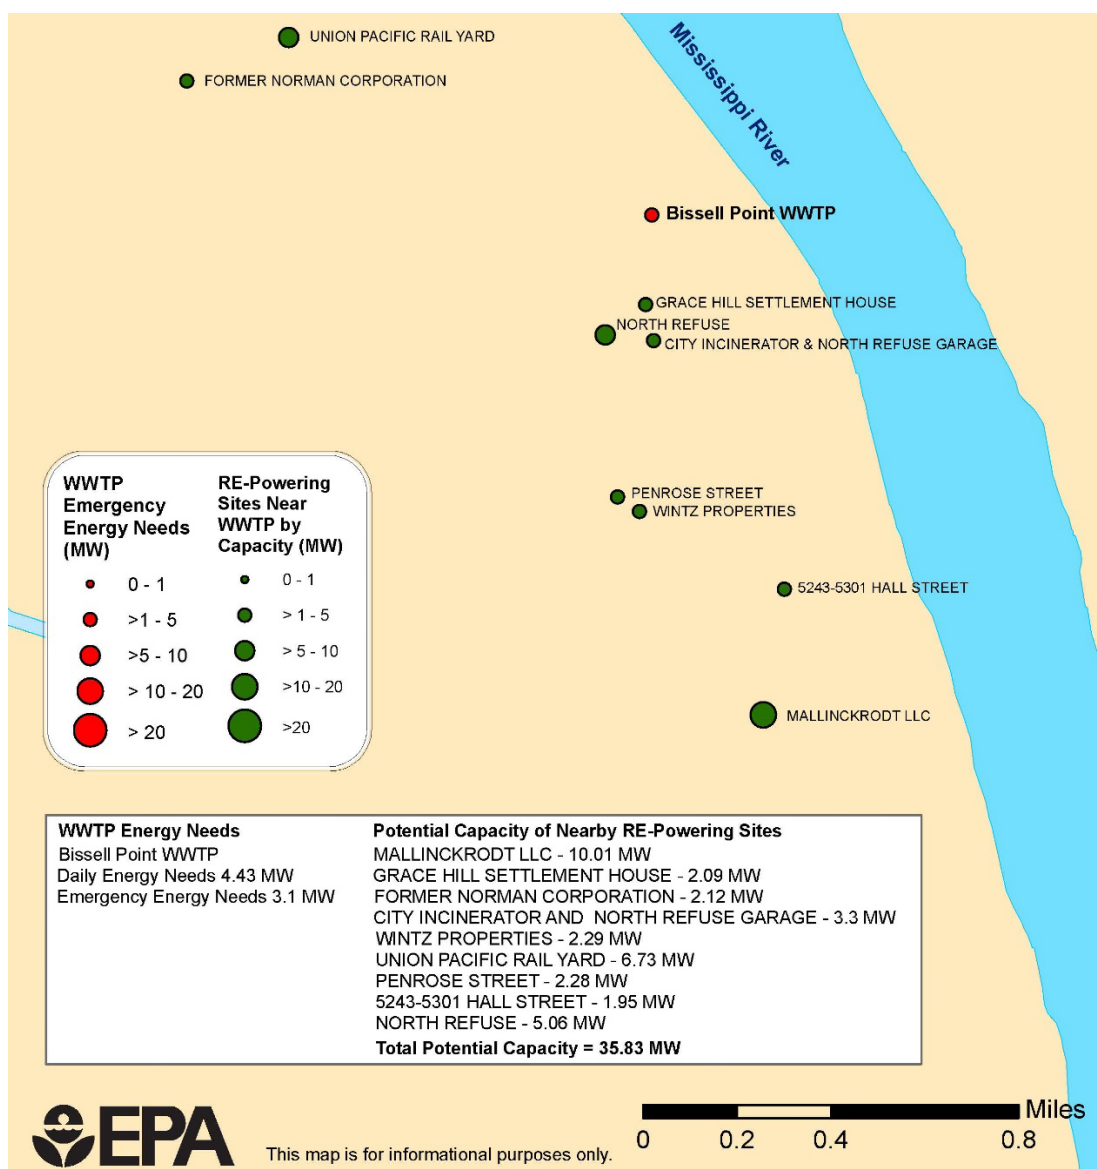 UNION PACIFIC RAIL YARD
FORMER NORMAN CORPORATION
Mississippi River
Bissell Point WWTP
GRACE HILL SETTLEMENT HOUSE
NORTH REFUSE
CITY INCINERATOR & NORTH REFUSE GARAGE
PENROSE STREET
WINTZ PROPERTIES
5243-5301 HALL STREET
MALLINCKRODT LLC
WWTP
Emergency
Energy Needs
(MW)
0 - 1
>1 - 5
>5 - 10
> 10 - 20
> 20
RE-Powering
Sites Near
WWTP by
Capacity (MW)
0 - 1
> 1 - 5
> 5 - 10
>10 - 20
>20
WWTP Energy Needs
Bissell Point WWTP
Daily Energy Needs 4.43 MW
Emergency Energy Needs 3.1 MW
Potential Capacity of Nearby RE-Powering Sites
MALLINCKRODT LLC - 10.01 MW
GRACE HILL SETTLEMENT HOUSE - 2.09 MW
FORMER NORMAN CORPORATION - 2.12 MW
CITY INCINERATOR AND NORTH REFUSE GARAGE - 3.3 MW
WINTZ PROPERTIES - 2.29 MW
UNION PACIFIC RAIL YARD - 6.73 MW
PENROSE STREET - 2.28 MW
5243-5301 HALL STREET - 1.95 MW
NORTH REFUSE - 5.06 MW
Total Potential Capacity = 35.83 MW
EPA
This map is for informational purposes only.
Miles
0 0.2 0.4 0.8